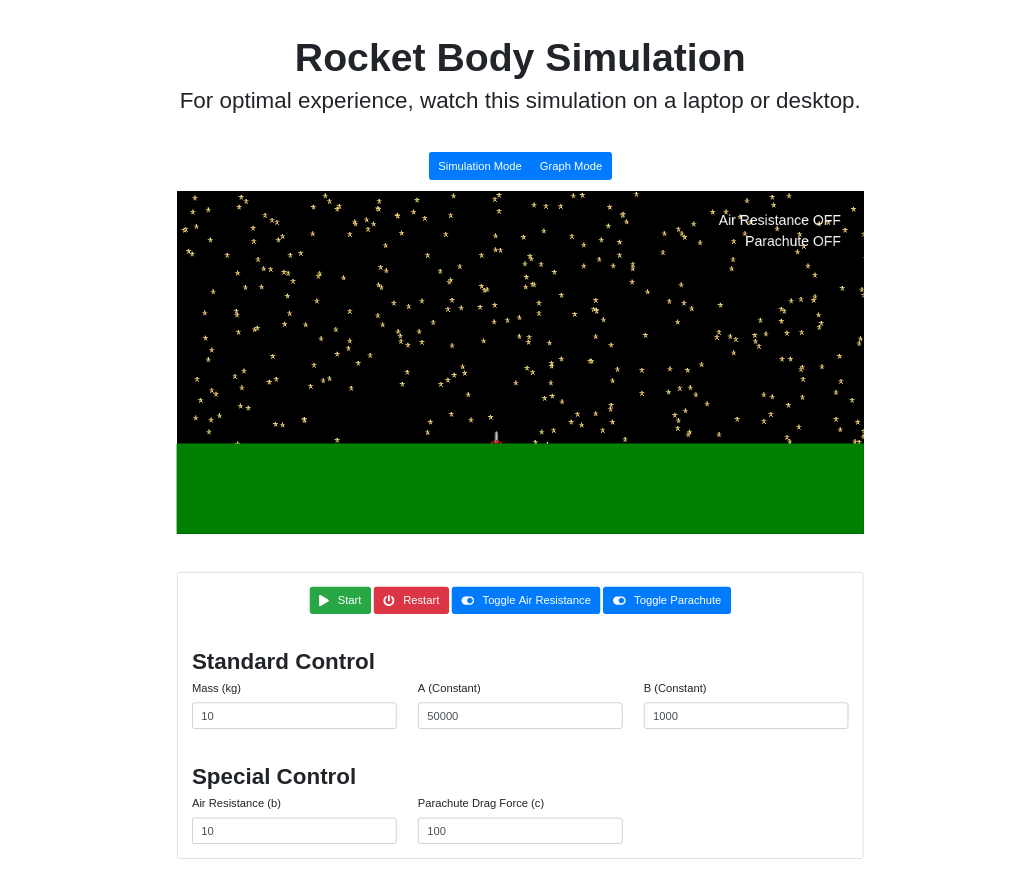 Rocket Body Simulation
For optimal experience, watch this simulation on a laptop or desktop.
Simulation Mode Graph Mode
Air Resistance OFF
Parachute OFF
Start Restart Toggle Air Resistance Toggle Parachute
Standard Control
Mass (kg) A (Constant) B (Constant)
10 50000 1000
Special Control
Air Resistance (b) Parachute Drag Force (c)
10 100